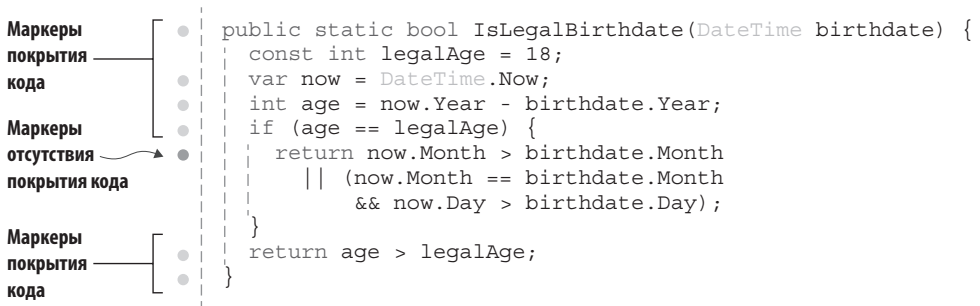 Маркеры
покрытия
кода
Маркеры
отсутствия
покрытия кода
Маркеры
покрытия
кода
public static bool IsLegalBirthdate(DateTime birthdate) {
const int legalAge = 18;
var now = DateTime.Now;
int age = now.Year - birthdate.Year;
if (age == legalAge) {
return now.Month > birthdate.Month
|| (now.Month == birthdate.Month
&& now.Day > birthdate.Day);
}
return age > legalAge;
}